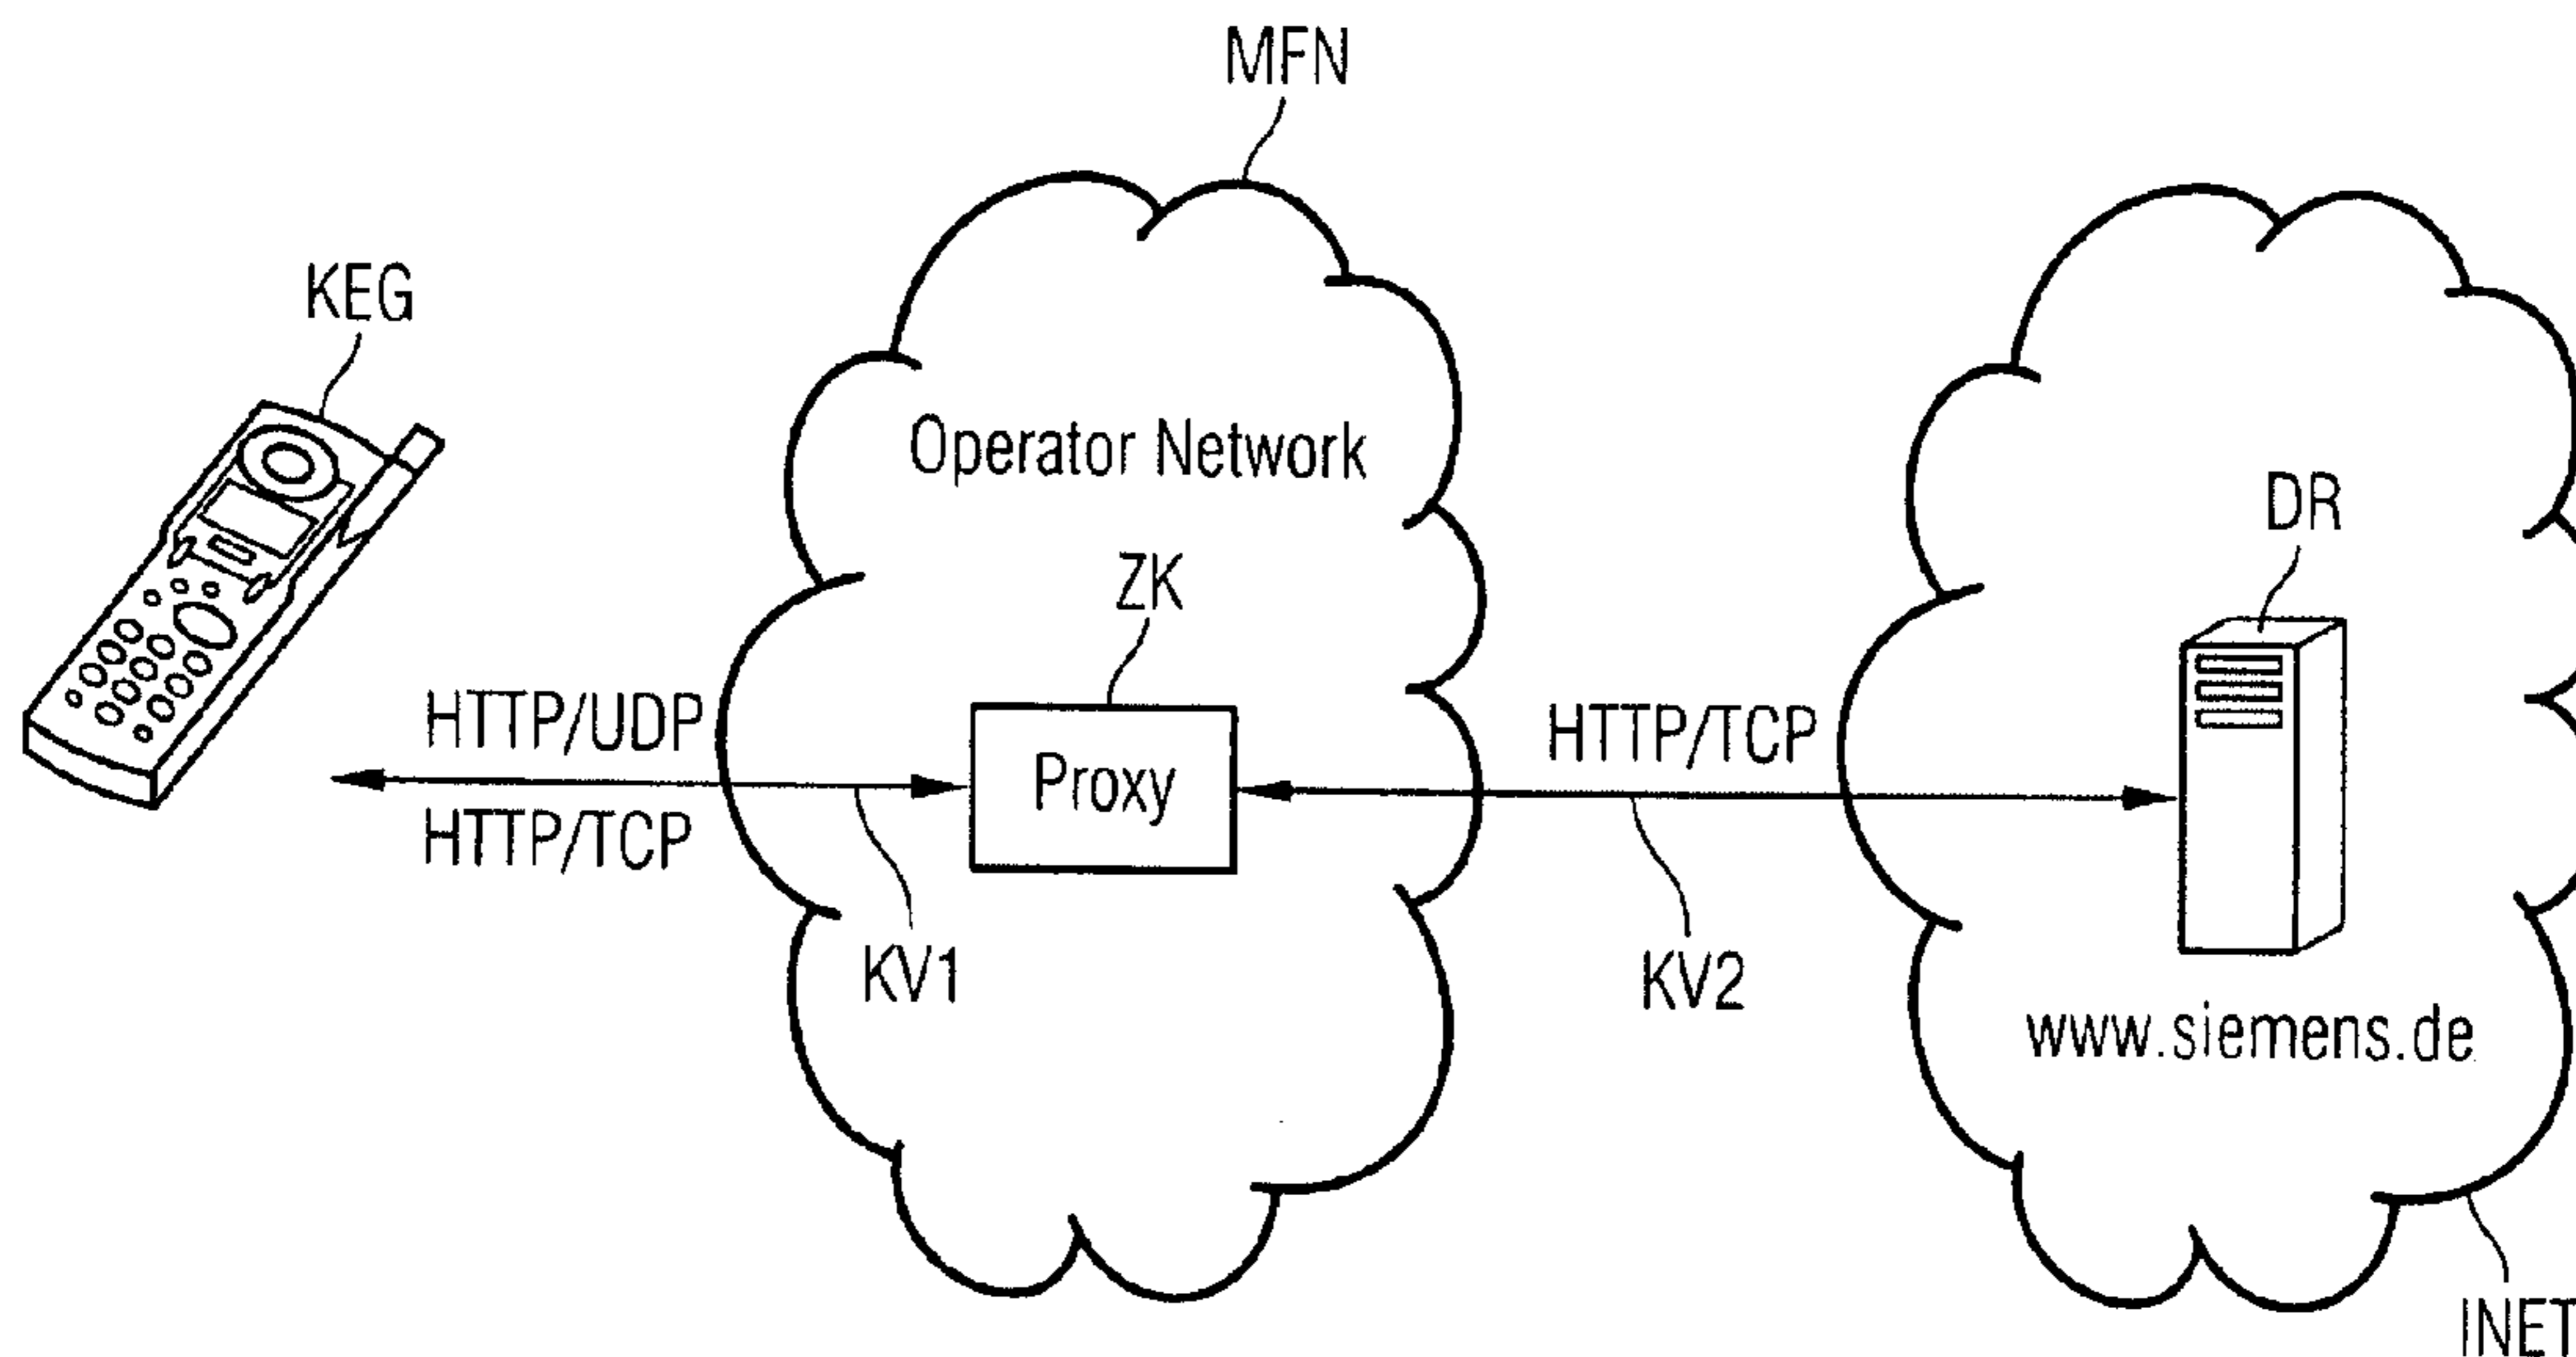 MFN
KEG
Operator Network
DR
ZK
HTTP/UDP
HTTP/TCP
Proxy
HTTP/TCP
KV1
KV2
www.siemens.de
INET